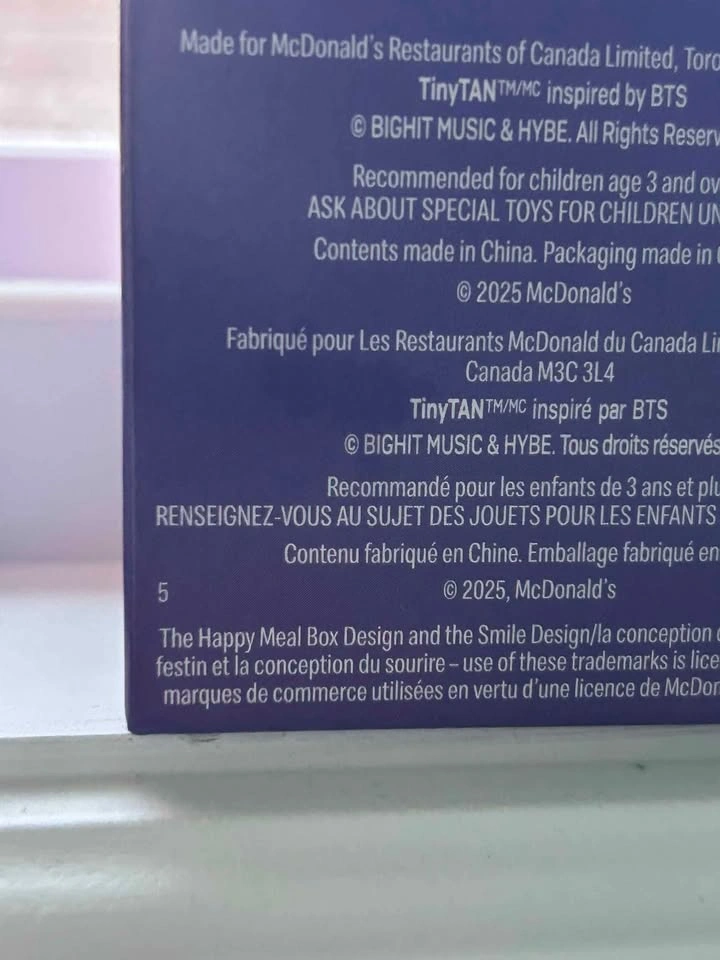 Made for McDonald's Restaurants of Canada Limited,
TinyTAN™/MC inspired by BTS
© BIGHIT MUSIC & HYBE. All Rights
Recommended for children age 3 and
ASK ABOUT SPECIAL TOYS FOR CHILDREN
Contents made in China. Packaging made in
© 2025 McDonald's
Fabriqué pour Les Restaurants McDonald du Canada
Canada M3C 3L4
TinyTAN™/MC inspiré par BTS
© BIGHIT MUSIC & HYBE. Tous droits réservés
Recommandé pour les enfants de 3 ans et
RENSEIGNEZ-VOUS AU SUJET DES JOUETS POUR LES ENFANTS
Contenu fabriqué en Chine. Emballage fabriqué en
5
© 2025, McDonald's
The Happy Meal Box Design and the Smile Design/la conception
festin et la conception du sourire – use of these trademarks is
marques de commerce utilisées en vertu d'une licence de